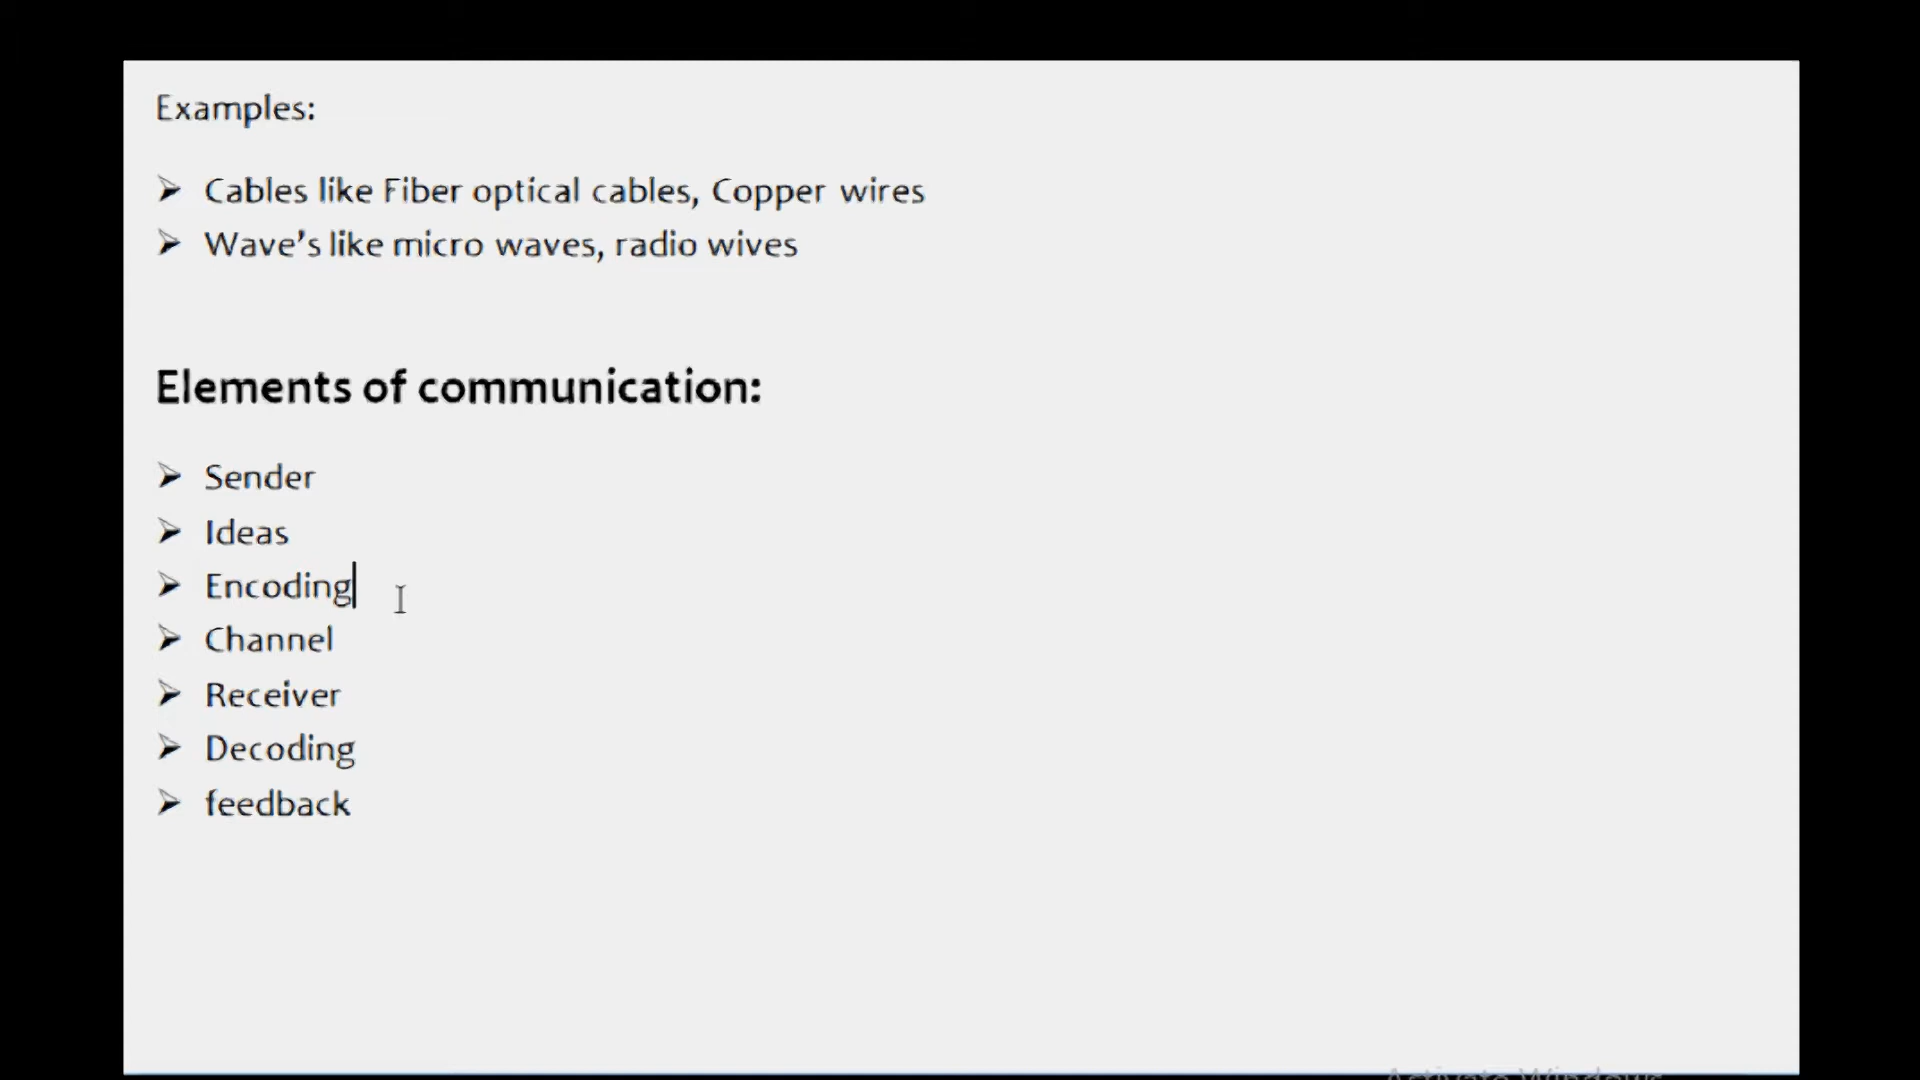 Examples:
➢ Cables like Fiber optical cables, Copper wires
➢ Wave's like micro waves, radio wives
Elements of communication:
➢ Sender
➢ Ideas
➢ Encoding
➢ Channel
➢ Receiver
➢ Decoding
➢ feedback